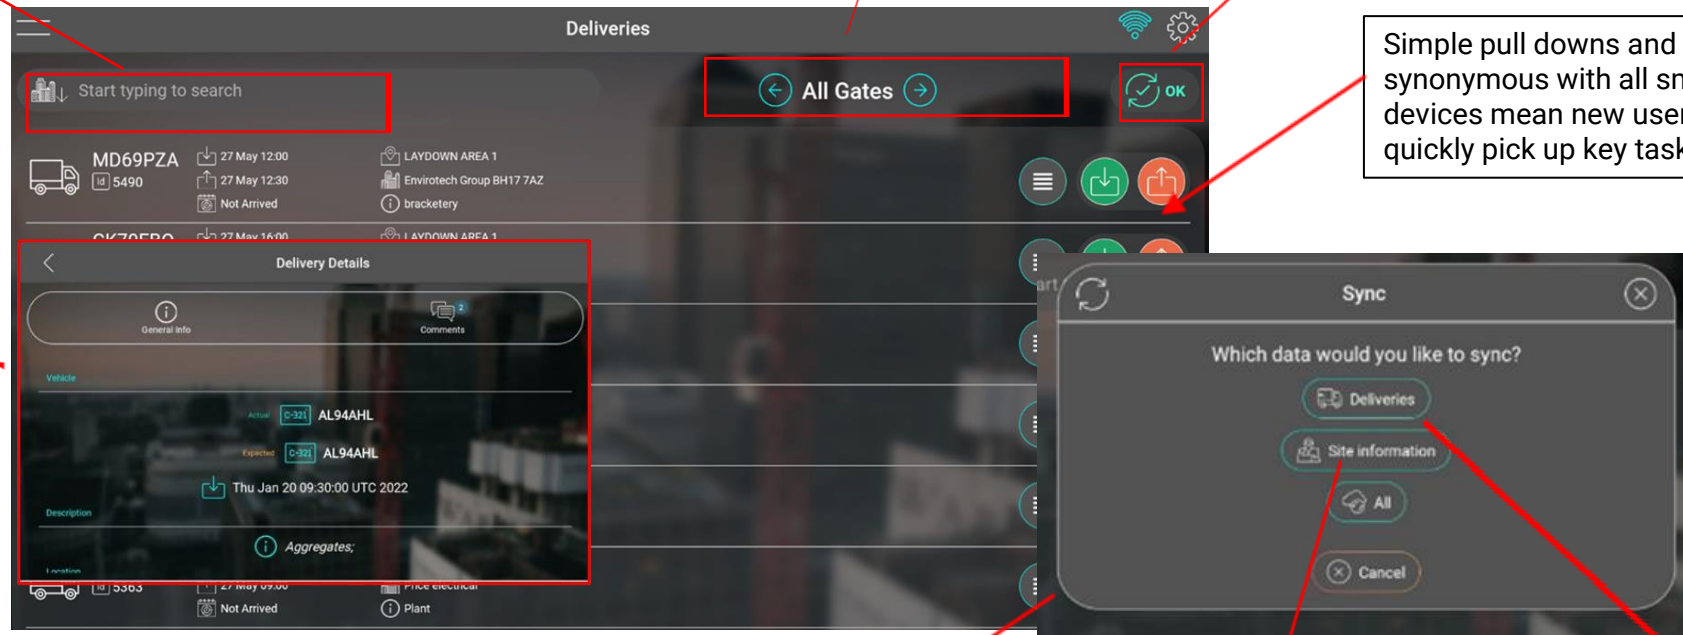 Deliveries
Start typing to search
All Gates
OK
Simple pull downs and
synonymous with all
devices mean new
quickly pick up key
MD69PZA
Id 5490
27 May 12:00
27 May 12:30
Not Arrived
LAYDOWN AREA 1
Envirotech Group BH17 7AZ
bracketery
27 May 16:00
LAYDOWN AREA 1
Delivery Details
General Info
Comments
2
Vehicle
Actual C-321 AL94AHL
Expected C-321 AL94AHL
Thu Jan 20 09:30:00 UTC 2022
Description
Aggregates;
Location
Id 5363
27 May 09:00
Not Arrived
Price electrical
Plant
Sync
Which data would you like to sync?
Deliveries
Site information
All
Cancel